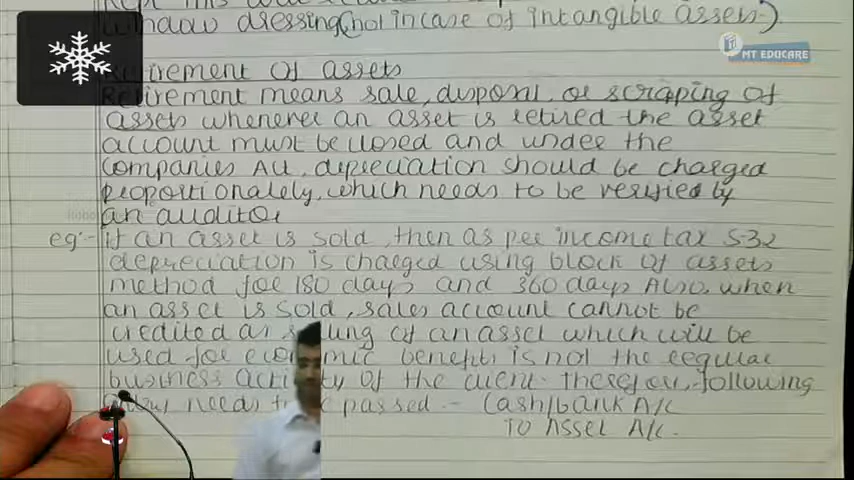 window dressing (not in case of intangible assets.)
MT EDUCARE
Retirement of assets
Retirement means sale, disposal, or scraping of
assets whenever an asset is retired the asset
account must be closed and under the
companies Act, depreciation should be charged
proportionately, which needs to be verified by
an auditor
eg:- if an asset is sold, then as per income tax S-32
depreciation is charged using block of assets
method for 180 days and 360 days Also, when
an asset is sold, sales account cannot be
credited as of an asset which will be
used for economic benefits is not the regular
business activity of the client. Therefore, following
needs passed - Cash/bank A/c
To Asset A/c.